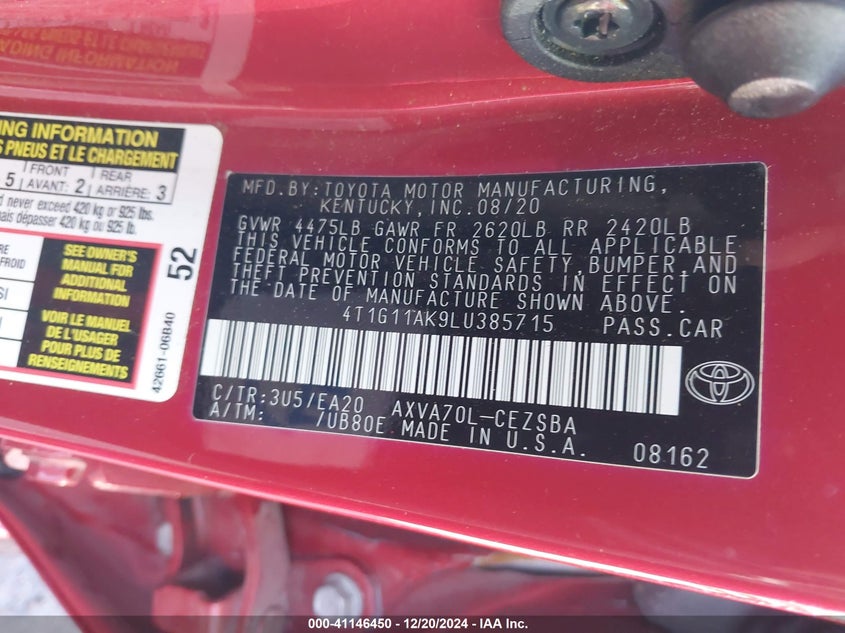 ING INFORMATION
S PNEUS ET LE CHARGEMENT
5 FRONT AVANT: 2 REAR ARRIÈRE: 3
never exceed 420 kg or 925 lbs.
dépasser 420 kg ou 925 lb.
SEE OWNER'S
MANUAL FOR
ADDITIONAL
INFORMATION
VOIR LE MANUEL
DE L'USAGER
POUR PLUS DE
RENSEIGNEMENTS
52
42661-06B40
MFD.BY:TOYOTA MOTOR MANUFACTURING,
KENTUCKY,INC.08/20
GVWR 4475LB GAWR FR 2620LB RR 2420LB
THIS VEHICLE CONFORMS TO ALL APPLICABLE
FEDERAL MOTOR VEHICLE SAFETY,BUMPER,AND
THEFT PREVENTION STANDARDS IN EFFECT ON
THE DATE OF MANUFACTURE SHOWN ABOVE.
4T1G11AK9LU385715 PASS.CAR
C/TR:3U5/EA20 AXVA70L-CEZSBA
A/TM: /UB80E MADE IN U.S.A.
08162
000-41146450 - 12/20/2024 - IAA Inc.